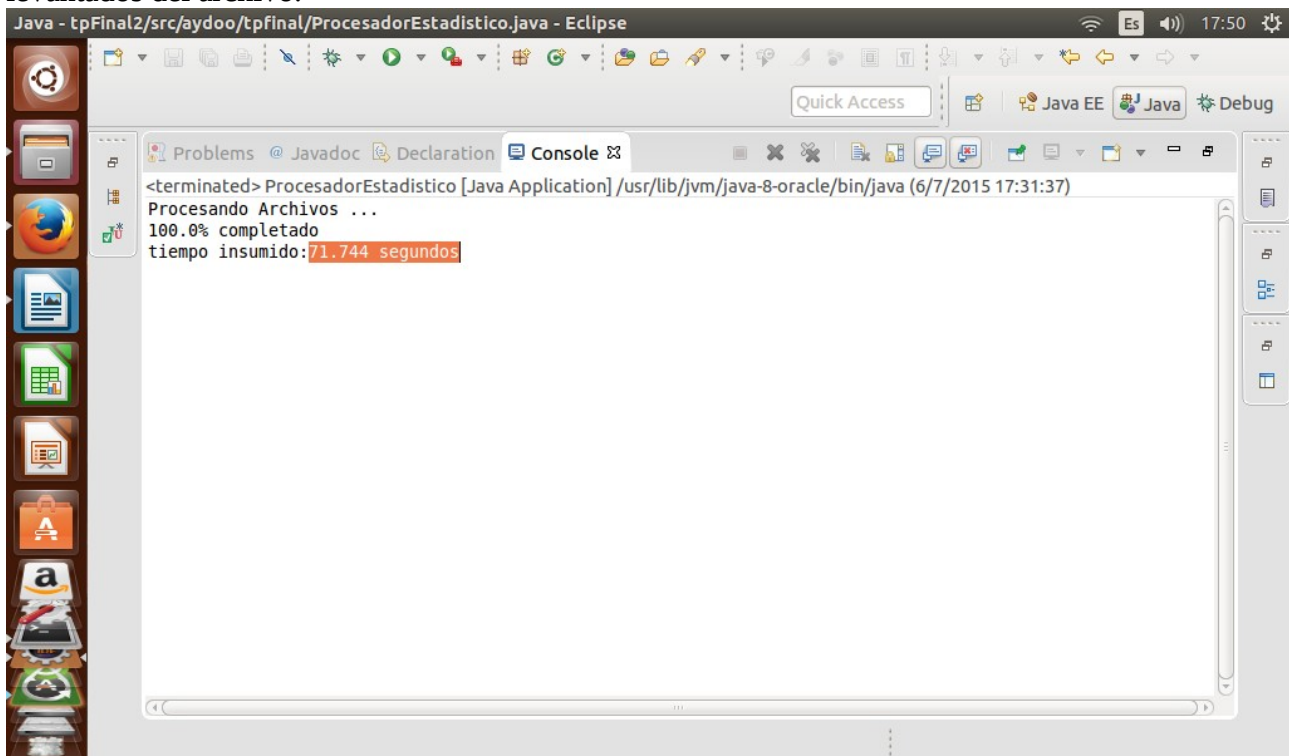 levantados del archivo.
Java - tpFinal2/src/aydoo/tpfinal/ProcesadorEstadistico.java - Eclipse
Es
17:50
Quick Access
Java EE
Java
Debug
Problems
@ Javadoc
Declaration
Console
<terminated> ProcesadorEstadistico [Java Application] /usr/lib/jvm/java-8-oracle/bin/java (6/7/2015 17:31:37)
Procesando Archivos ...
100.0% completado
tiempo insumido:71.744 segundos